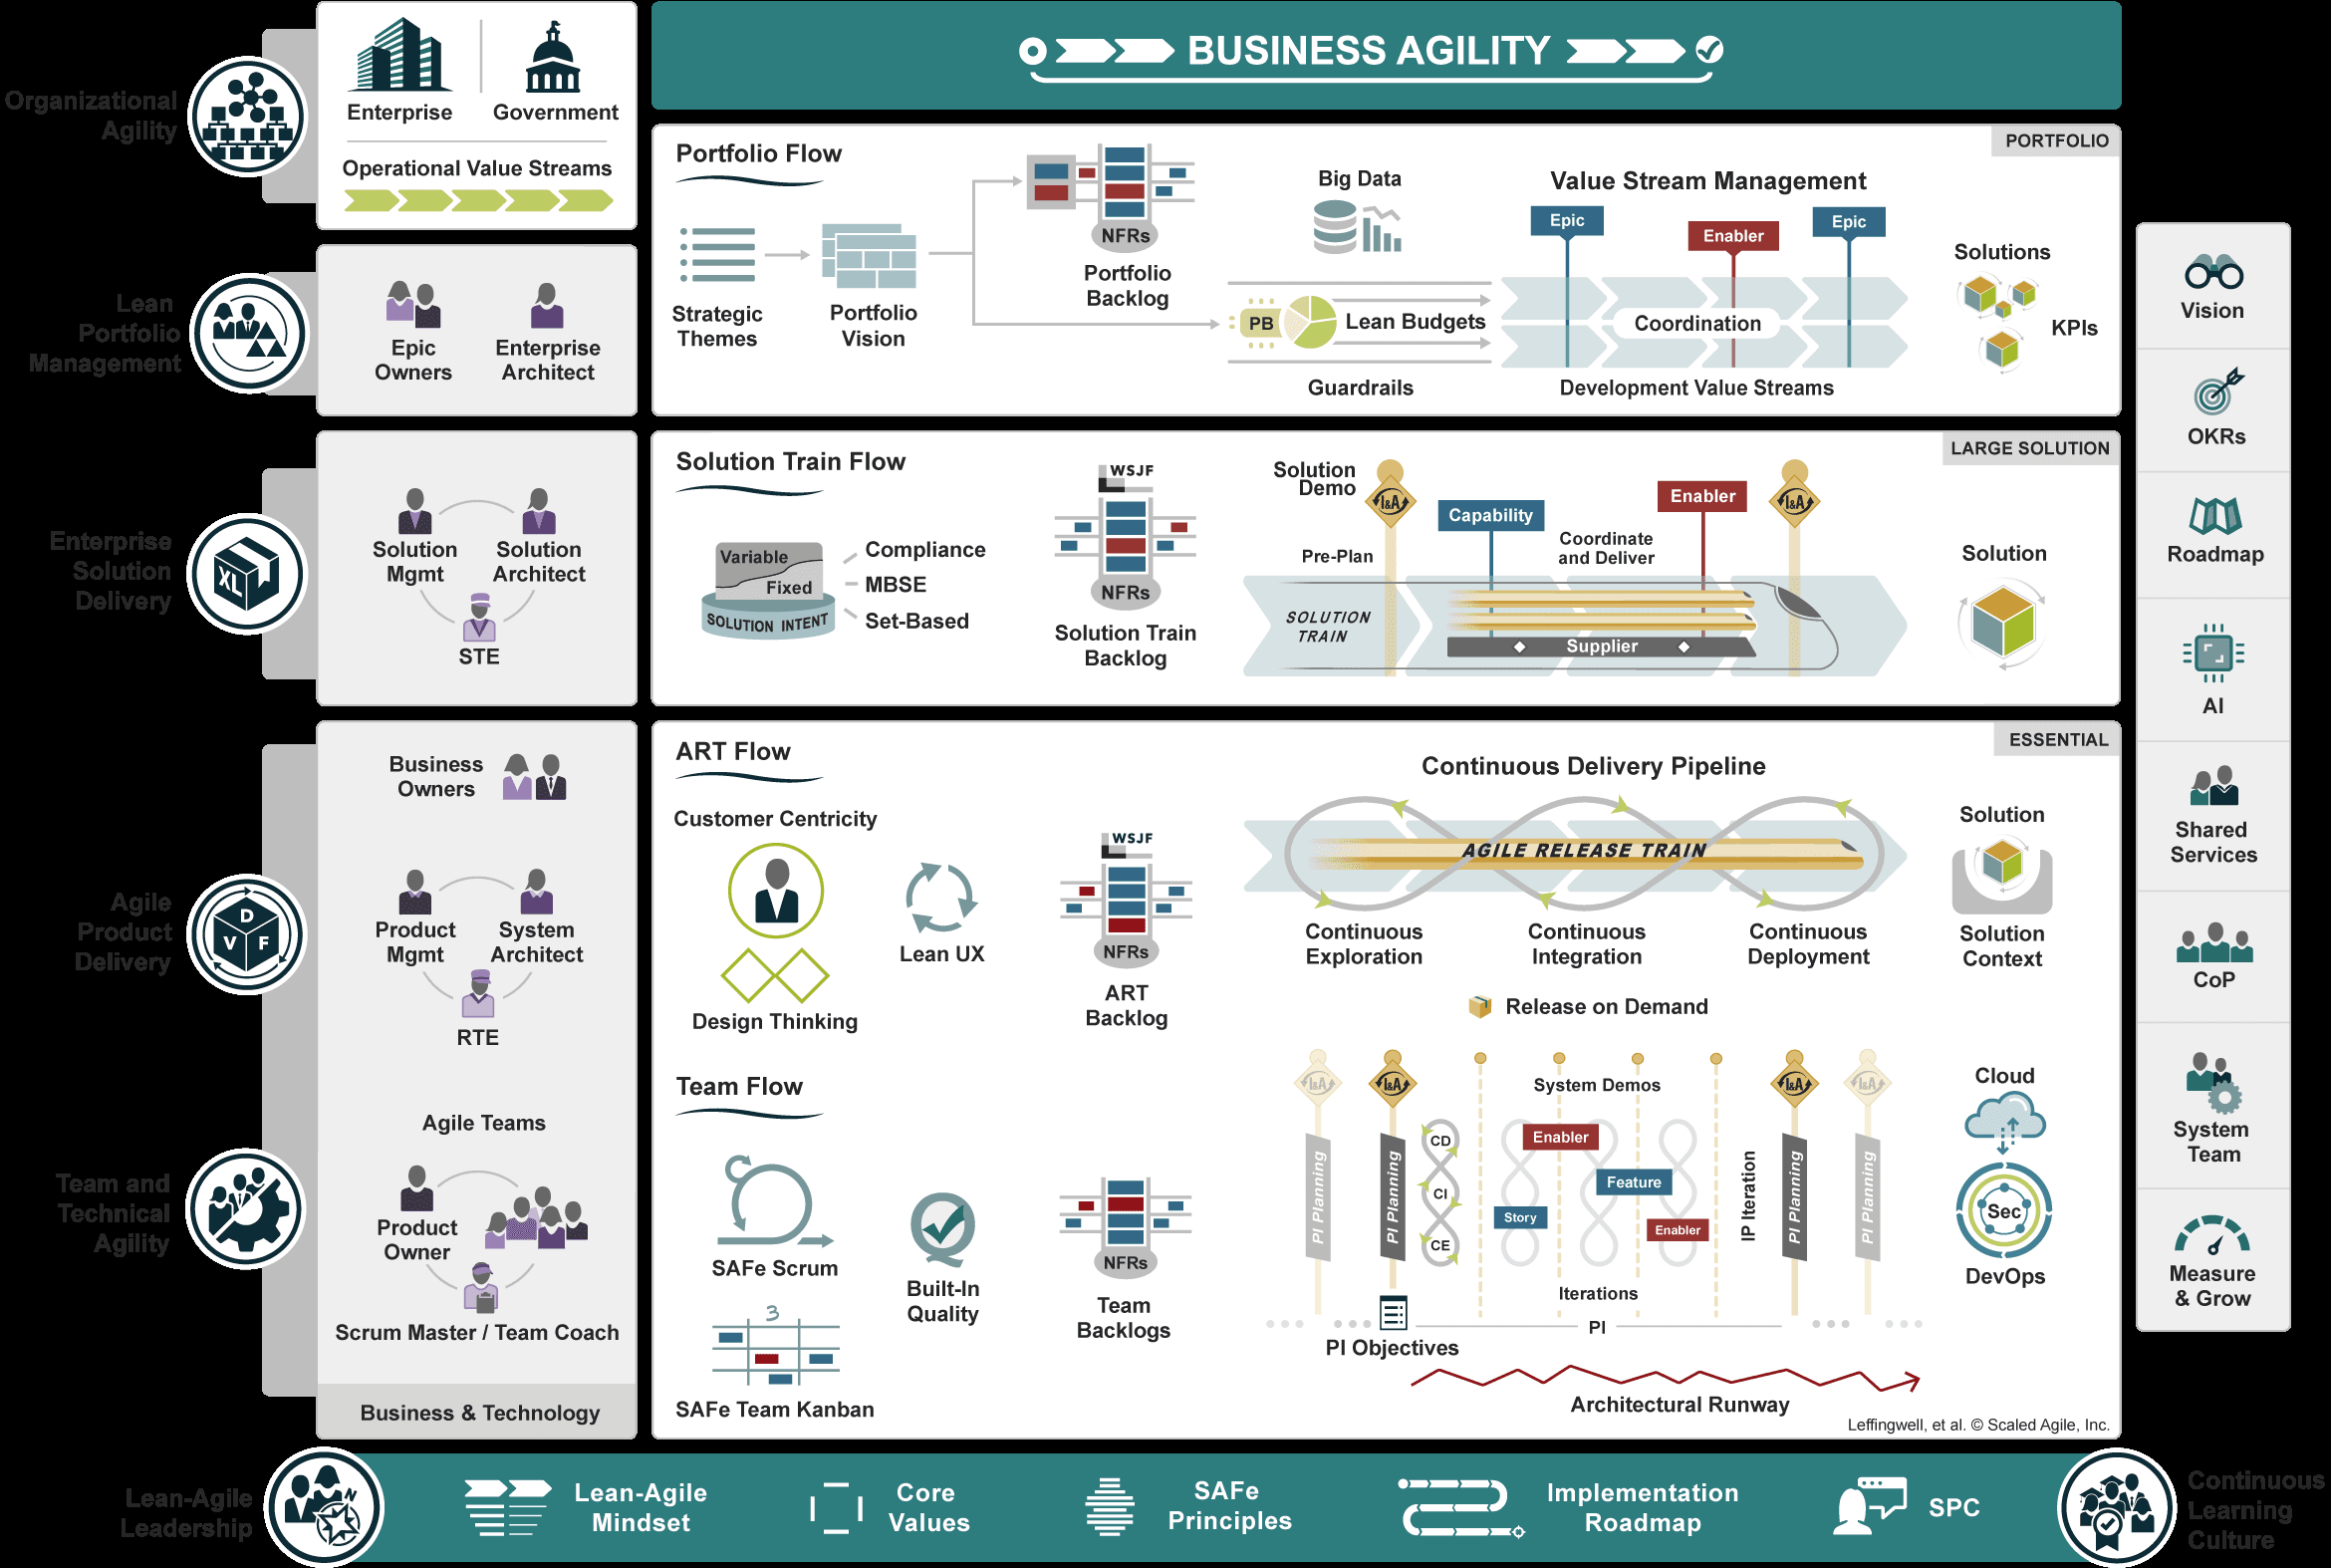 Organizational
Agility
Enterprise
Government
Operational Value Streams
BUSINESS AGILITY
Lean
Portfolio
Management
Epic
Owners
Enterprise
Architect
PORTFOLIO
Portfolio Flow
Strategic
Themes
Portfolio
Vision
NFRs
Portfolio
Backlog
Big Data
PB
Lean Budgets
Guardrails
Value Stream Management
Epic
Enabler
Epic
Coordination
Development Value Streams
Solutions
KPIs
Enterprise
Solution
Delivery
XL
Solution
Mgmt
Solution
Architect
STE
LARGE SOLUTION
Solution Train Flow
Variable
Fixed
SOLUTION INTENT
Compliance
MBSE
Set-Based
WSJF
NFRs
Solution Train
Backlog
Solution
Demo
I&A
Pre-Plan
Capability
Coordinate
and Deliver
Enabler
I&A
SOLUTION
TRAIN
Supplier
Solution
Agile
Product
Delivery
D
V F
Business
Owners
Product
Mgmt
System
Architect
RTE
Team and
Technical
Agility
Agile Teams
Product
Owner
Scrum Master / Team Coach
Business & Technology
ESSENTIAL
ART Flow
Customer Centricity
Lean UX
Design Thinking
WSJF
NFRs
ART
Backlog
Continuous Delivery Pipeline
AGILE RELEASE TRAIN
Continuous
Exploration
Continuous
Integration
Continuous
Deployment
Release on Demand
Solution
Solution
Context
Team Flow
SAFe Scrum
3
SAFe Team Kanban
Built-In
Quality
NFRs
Team
Backlogs
I&A
I&A
System Demos
I&A
I&A
PI Planning
PI Planning
CD
CI
CE
Enabler
Feature
Story
Enabler
IP Iteration
PI Planning
PI Planning
Iterations
PI
PI Objectives
Architectural Runway
Cloud
Sec
DevOps
Leffingwell, et al. © Scaled Agile, Inc.
Vision
OKRs
Roadmap
AI
Shared
Services
CoP
System
Team
Measure
& Grow
Lean-Agile
Leadership
N
Lean-Agile
Mindset
Core
Values
SAFe
Principles
Implementation
Roadmap
SPC
Continuous
Learning
Culture